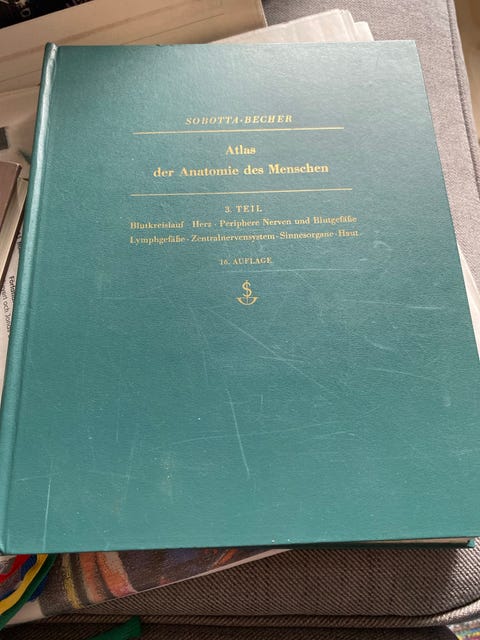 SOBOTTA-BECHER
Atlas
der Anatomie des Menschen
3. TEIL
Blutkreislauf · Herz · Periphere Nerven und Blutgefäße
Lymphgefäße · Zentralnervensystem · Sinnesorgane · Haut
16. AUFLAGE